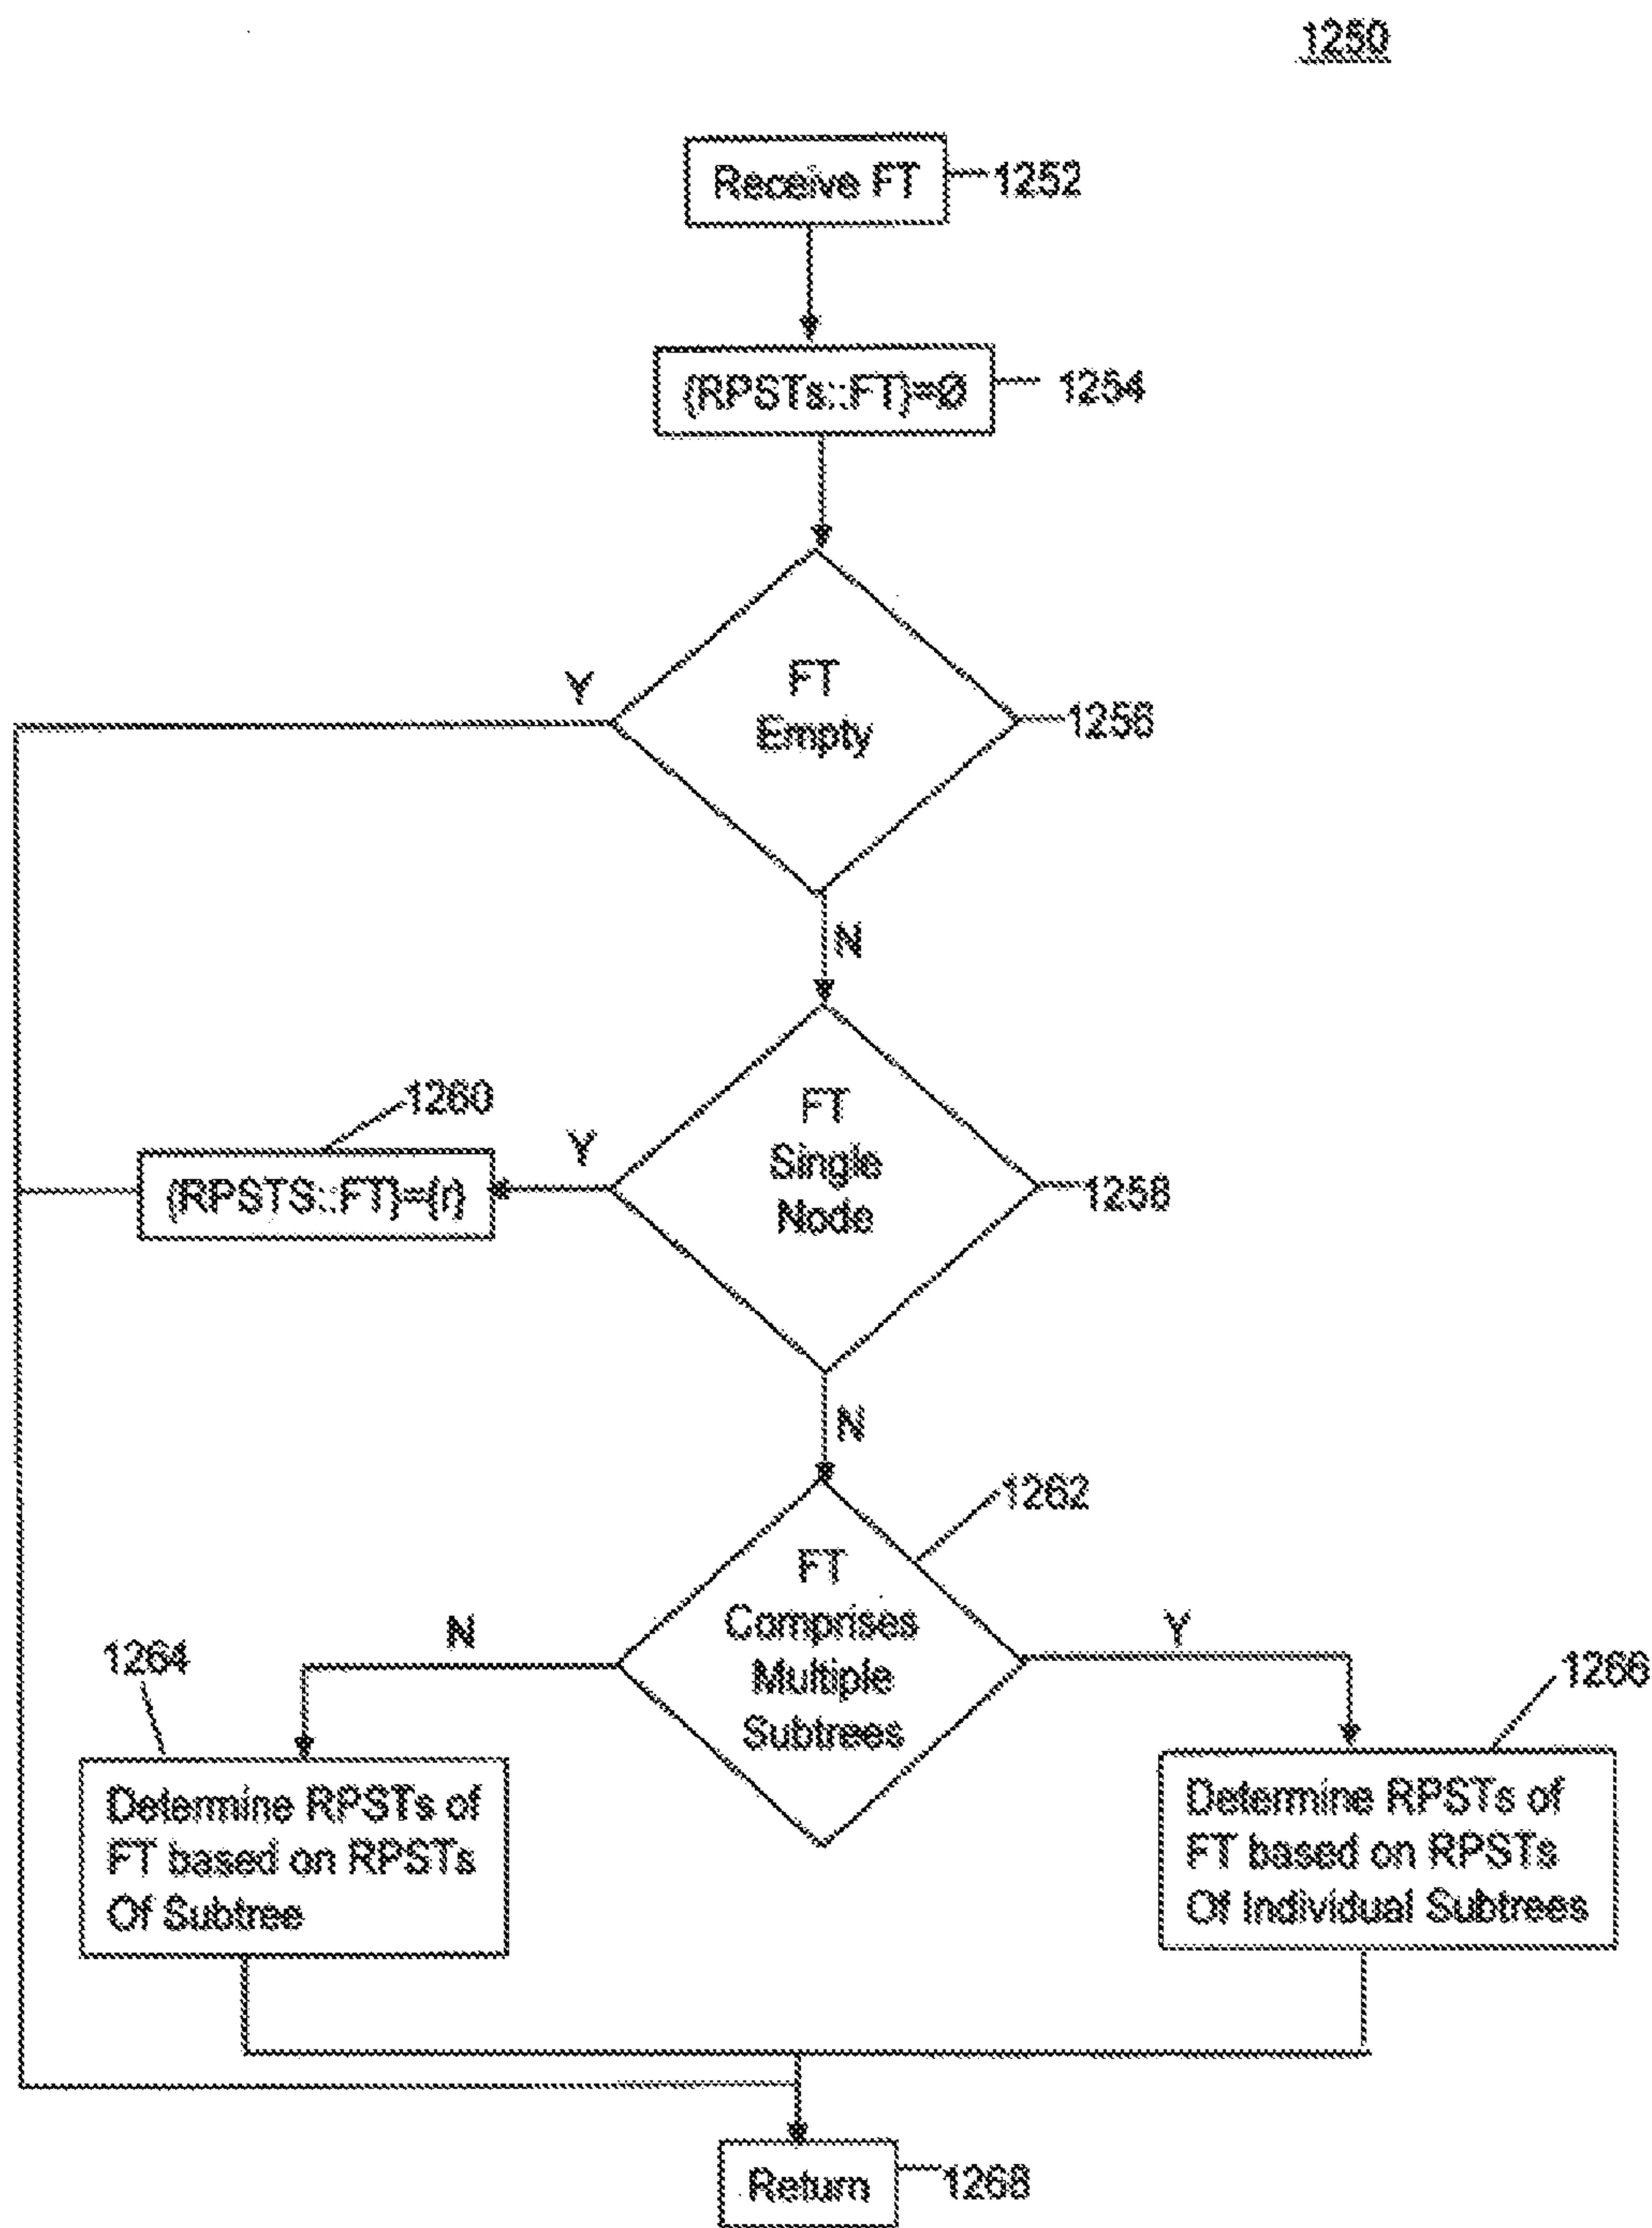 1250
Receive FT
1252
{RPSTs::FT}=Ø
1254
FT
Empty
Y
1256
N
FT
Single
Node
1258
Y
1260
{RPSTS::FT}={r}
N
1262
FT
Comprises
Multiple
Subtrees
N
Y
1264
1266
Determine RPSTs of
FT based on RPSTs
Of Subtree
Determine RPSTs of
FT based on RPSTs
Of Individual Subtrees
Return
1268